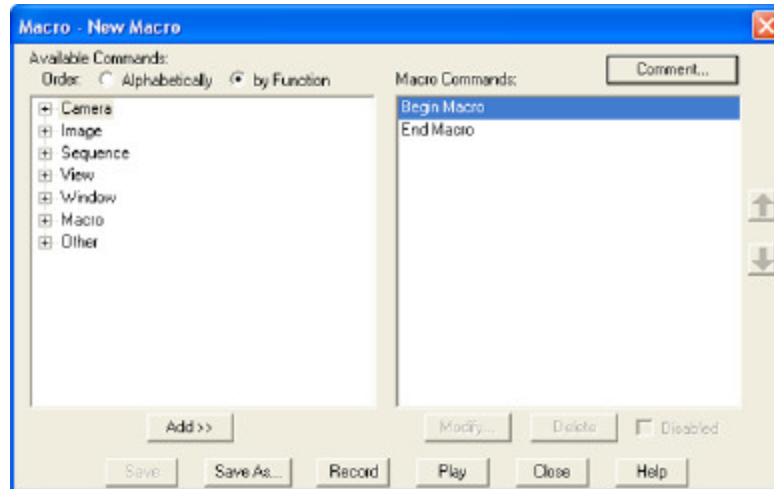 Macro - New Macro
Available Commands:
Order: Alphabetically by Function
Macro Commands:
Comment...
Camera
Image
Sequence
View
Window
Macro
Other
Begin Macro
End Macro
Add >>
Modify...
Delete
Disabled
Save
Save As...
Record
Play
Close
Help